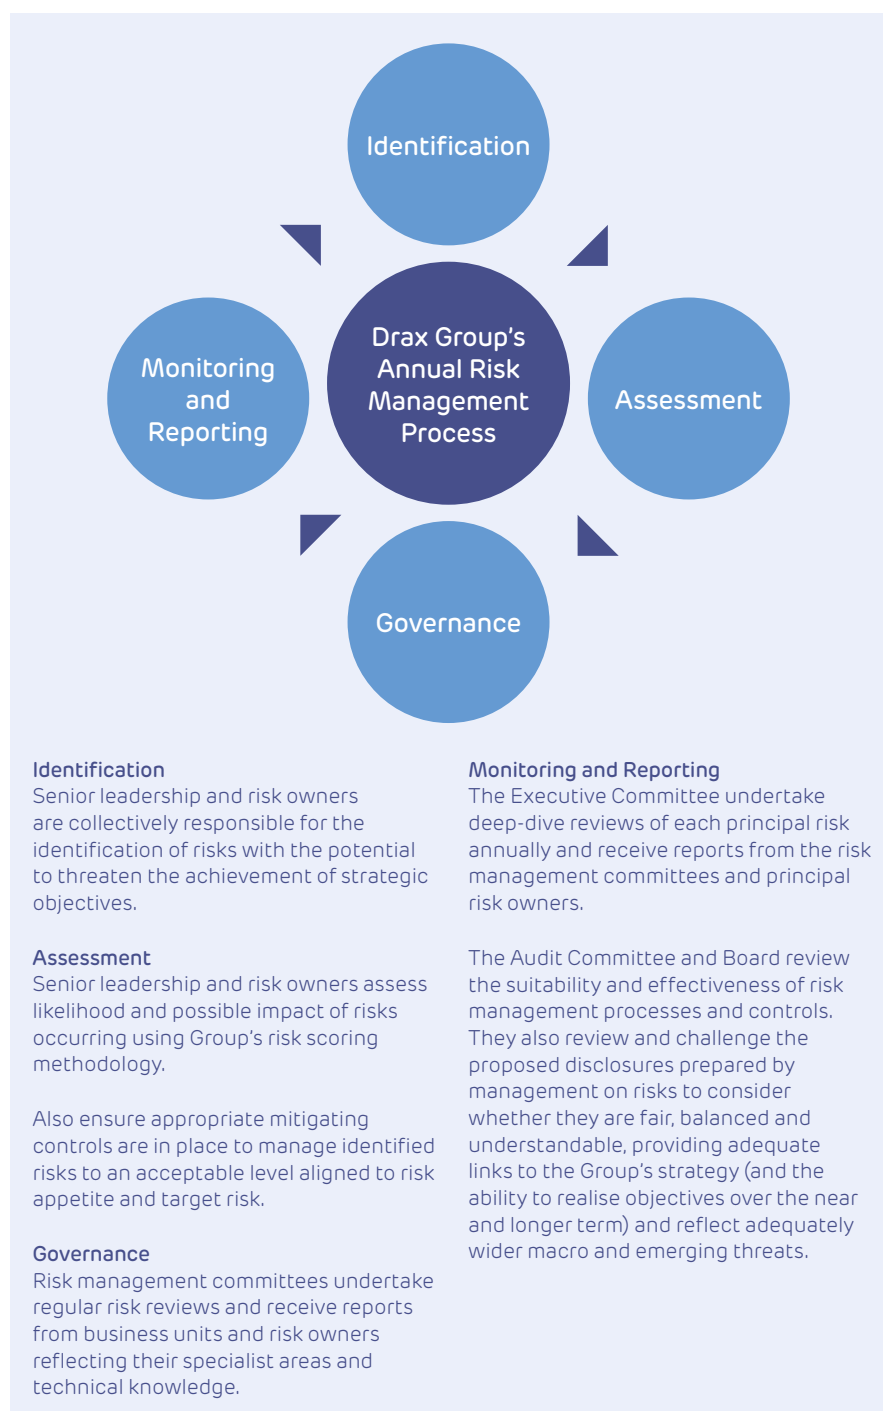 Identification
Drax Group's
Annual Risk
Management
Process
Monitoring
and
Reporting
Assessment
Governance
Identification
Senior leadership and risk owners
are collectively responsible for the
identification of risks with the potential
to threaten the achievement of strategic
objectives.
Assessment
Senior leadership and risk owners assess
likelihood and possible impact of risks
occurring using Group's risk scoring
methodology.
Also ensure appropriate mitigating
controls are in place to manage identified
risks to an acceptable level aligned to risk
appetite and target risk.
Governance
Risk management committees undertake
regular risk reviews and receive reports
from business units and risk owners
reflecting their specialist areas and
technical knowledge.
Monitoring and Reporting
The Executive Committee undertake
deep-dive reviews of each principal risk
annually and receive reports from the risk
management committees and principal
risk owners.
The Audit Committee and Board review
the suitability and effectiveness of risk
management processes and controls.
They also review and challenge the
proposed disclosures prepared by
management on risks to consider
whether they are fair, balanced and
understandable, providing adequate
links to the Group's strategy (and the
ability to realise objectives over the near
and longer term) and reflect adequately
wider macro and emerging threats.